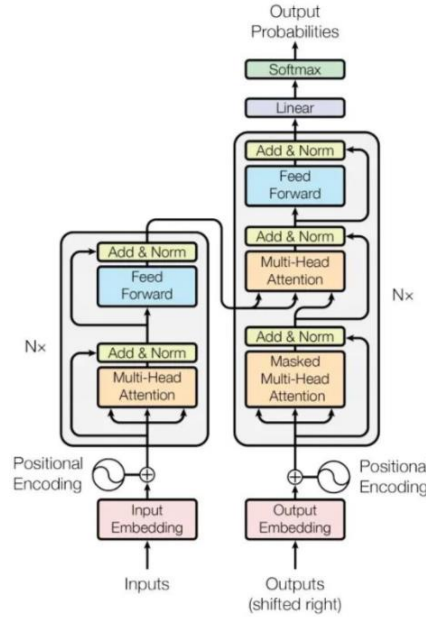 Output
Probabilities
Softmax
Linear
Add & Norm
Feed
Forward
Add & Norm
Multi-Head
Attention
Nx
Add & Norm
Masked
Multi-Head
Attention
Add & Norm
Feed
Forward
Nx
Add & Norm
Multi-Head
Attention
Positional
Encoding
Input
Embedding
Inputs
Positional
Encoding
Output
Embedding
Outputs
(shifted right)